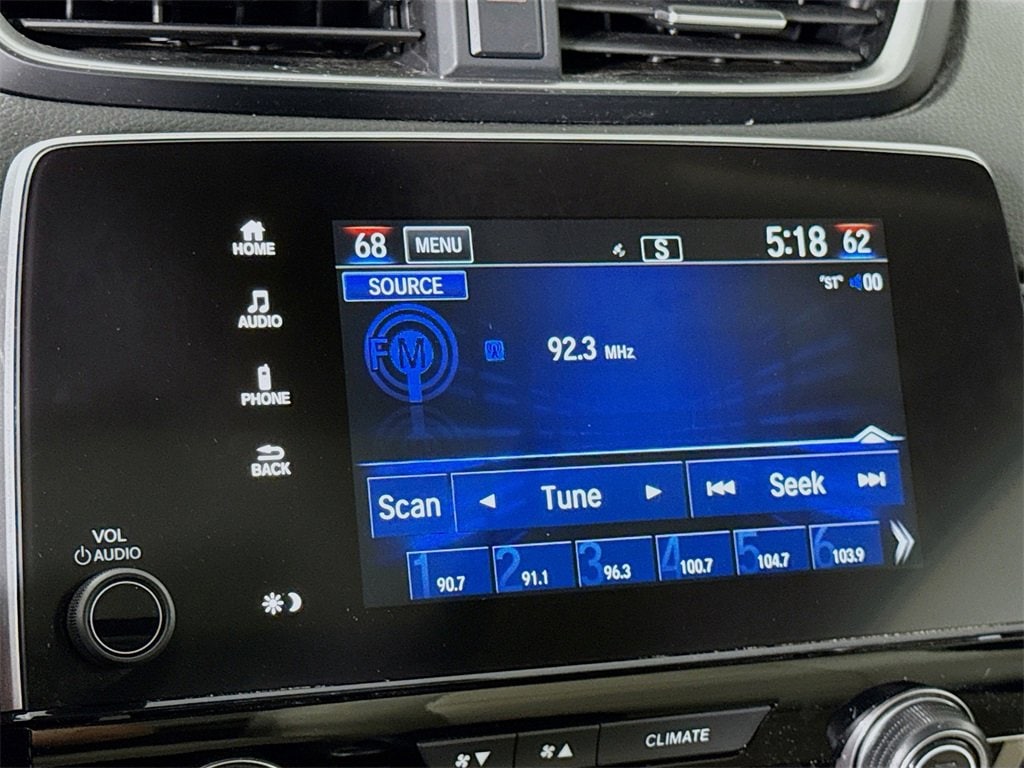 HOME
AUDIO
PHONE
BACK
VOL
AUDIO
68 MENU S 5:18 62
SOURCE "ST" 00
FM 92.3 MHz
Scan Tune Seek
1 90.7 2 91.1 3 96.3 4 100.7 5 104.7 6 103.9
CLIMATE